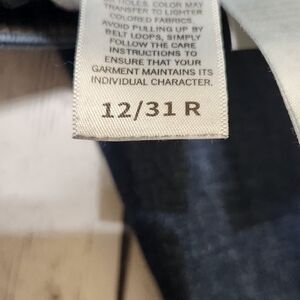 HOLES. COLOR MAY
TRANSFER TO LIGHTER
COLORED FABRICS.
AVOID PULLING UP BY
BELT LOOPS, SIMPLY
FOLLOW THE CARE
INSTRUCTIONS TO
ENSURE THAT YOUR
GARMENT MAINTAINS ITS
INDIVIDUAL CHARACTER.
12/31 R